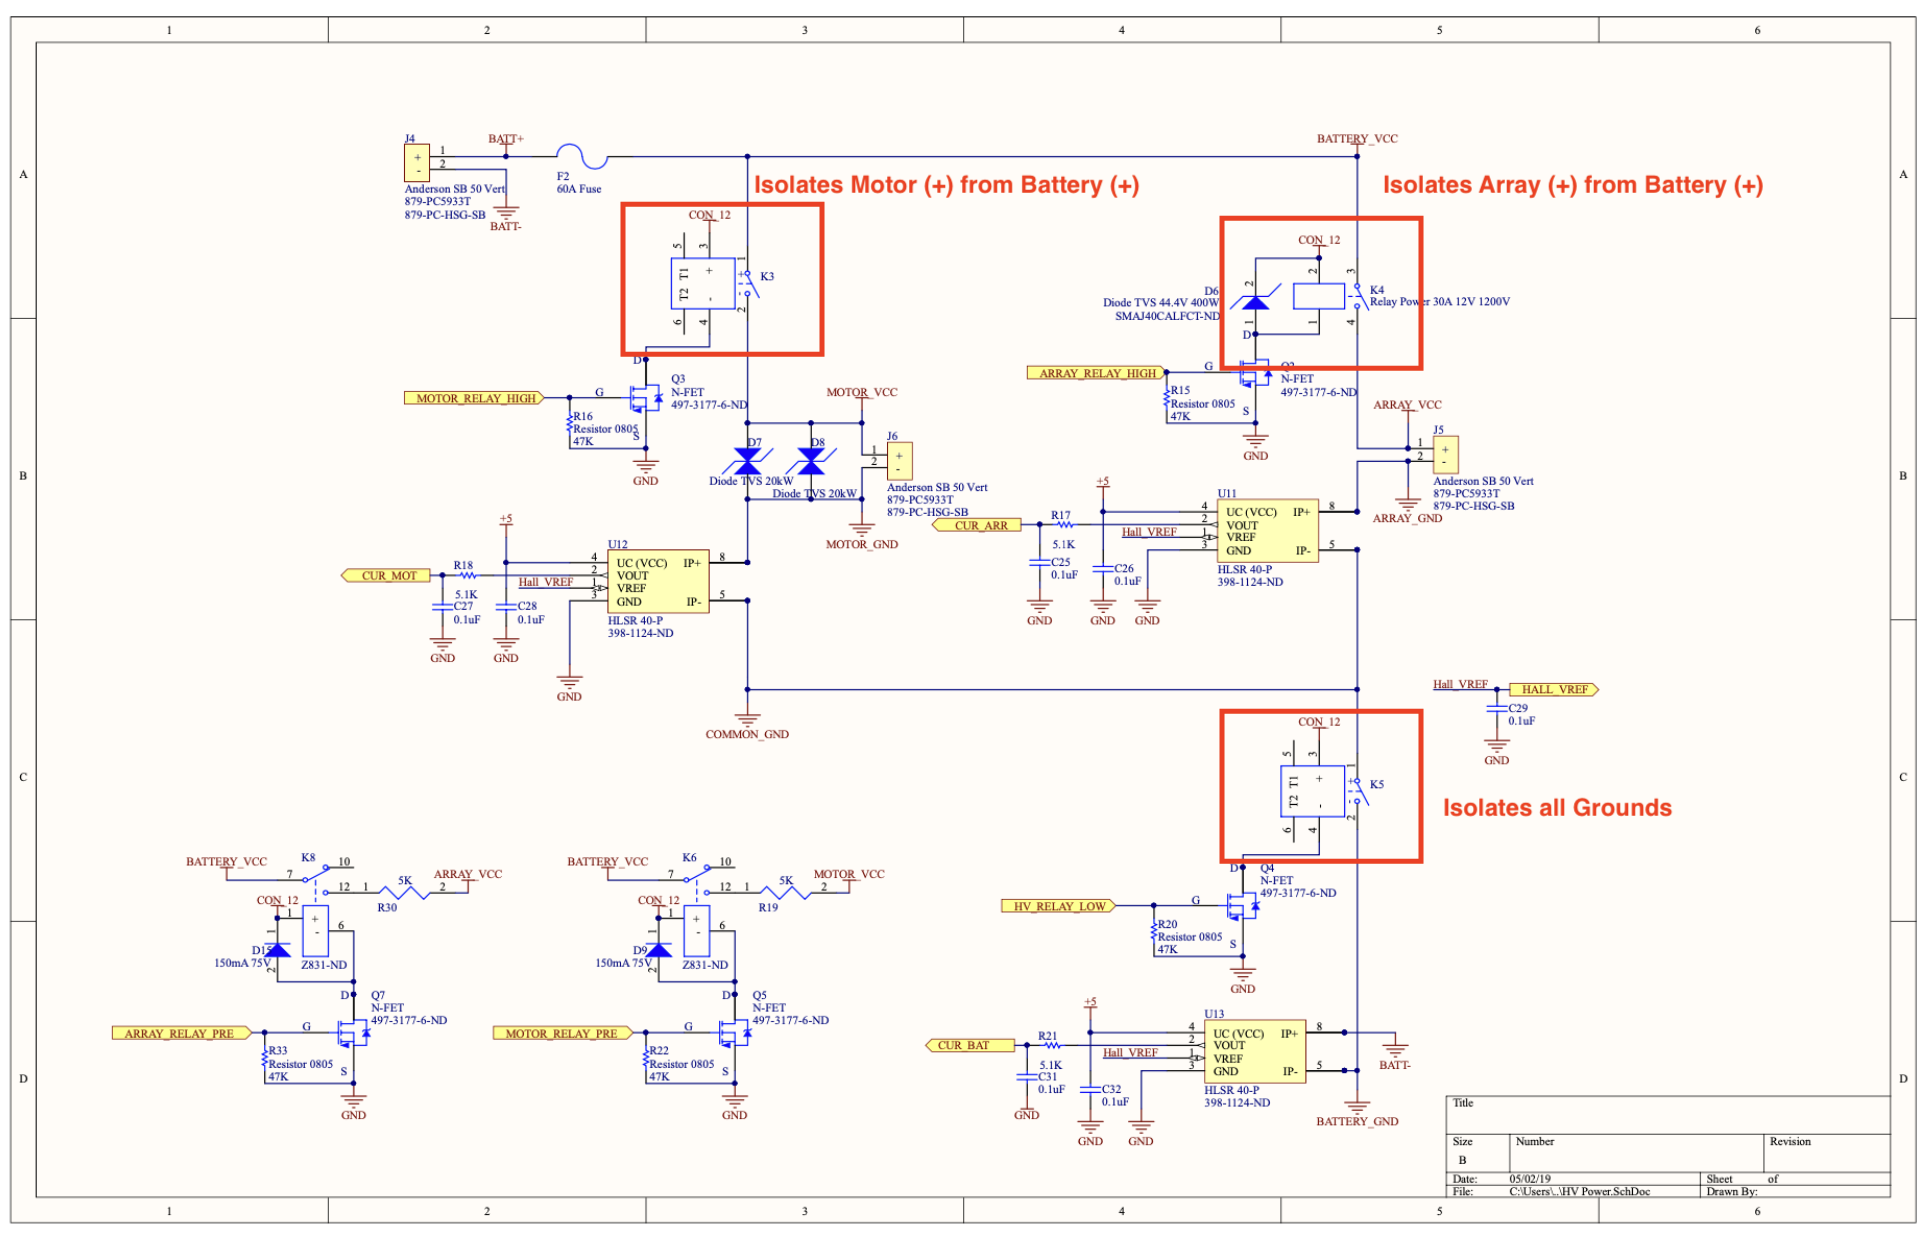 1 2 3 4 5 6
A
B
C
D
A
B
C
D
J4
+
-
1
2
Anderson SB 50 Vert
879-PC5933T
879-PC-HSG-SB
BATT+
BATT-
F2
60A Fuse
Isolates Motor (+) from Battery (+)
CON_12
5
3
T1
+
T2
-
6
4
1
+
-
2
K3
D
G
S
Q3
N-FET
497-3177-6-ND
MOTOR_RELAY_HIGH
R16
Resistor 0805
47K
GND
MOTOR_VCC
D7
Diode TVS 20kW
D8
Diode TVS 20kW
J6
1
2
+
-
Anderson SB 50 Vert
879-PC5933T
879-PC-HSG-SB
MOTOR_GND
BATTERY_VCC
Isolates Array (+) from Battery (+)
CON_12
2
1
2
1
3
4
D6
Diode TVS 44.4V 400W
SMAJ40CALFCT-ND
K4
Relay Power 30A 12V 1200V
D
G
S
Q2
N-FET
497-3177-6-ND
ARRAY_RELAY_HIGH
R15
Resistor 0805
47K
GND
ARRAY_VCC
J5
1
2
+
-
Anderson SB 50 Vert
879-PC5933T
879-PC-HSG-SB
ARRAY_GND
+5
CUR_ARR
R17
5.1K
Hall_VREF
C25
0.1uF
C26
0.1uF
GND
GND
GND
U11
4 UC (VCC) IP+ 8
2 VOUT
1 VREF
3 GND IP- 5
HLSR 40-P
398-1124-ND
+5
CUR_MOT
R18
5.1K
Hall_VREF
C27
0.1uF
C28
0.1uF
GND
GND
GND
U12
4 UC (VCC) IP+ 8
2 VOUT
1 VREF
3 GND IP- 5
HLSR 40-P
398-1124-ND
COMMON_GND
Hall_VREF
HALL_VREF
C29
0.1uF
GND
CON_12
5
3
T1
+
T2
-
6
4
1
+
-
2
K5
Isolates all Grounds
D
G
S
Q4
N-FET
497-3177-6-ND
HV_RELAY_LOW
R20
Resistor 0805
47K
GND
BATTERY_VCC
K8
10
7
12
1
5K
2
R30
ARRAY_VCC
CON_12
1
+
-
6
1
2
D15
150mA 75V
Z831-ND
D
G
S
Q7
N-FET
497-3177-6-ND
ARRAY_RELAY_PRE
R33
Resistor 0805
47K
GND
BATTERY_VCC
K6
10
7
12
1
5K
2
R19
MOTOR_VCC
CON_12
1
+
-
6
1
2
D9
150mA 75V
Z831-ND
D
G
S
Q5
N-FET
497-3177-6-ND
MOTOR_RELAY_PRE
R22
Resistor 0805
47K
GND
+5
CUR_BAT
R21
5.1K
Hall_VREF
C31
0.1uF
C32
0.1uF
GND
GND
GND
U13
4 UC (VCC) IP+ 8
2 VOUT
1 VREF
3 GND IP- 5
HLSR 40-P
398-1124-ND
BATT-
BATTERY_GND
Title
Size
B
Number
Revision
Date: 05/02/19
Sheet of
File: C:\Users\..\HV Power.SchDoc
Drawn By:
1 2 3 4 5 6